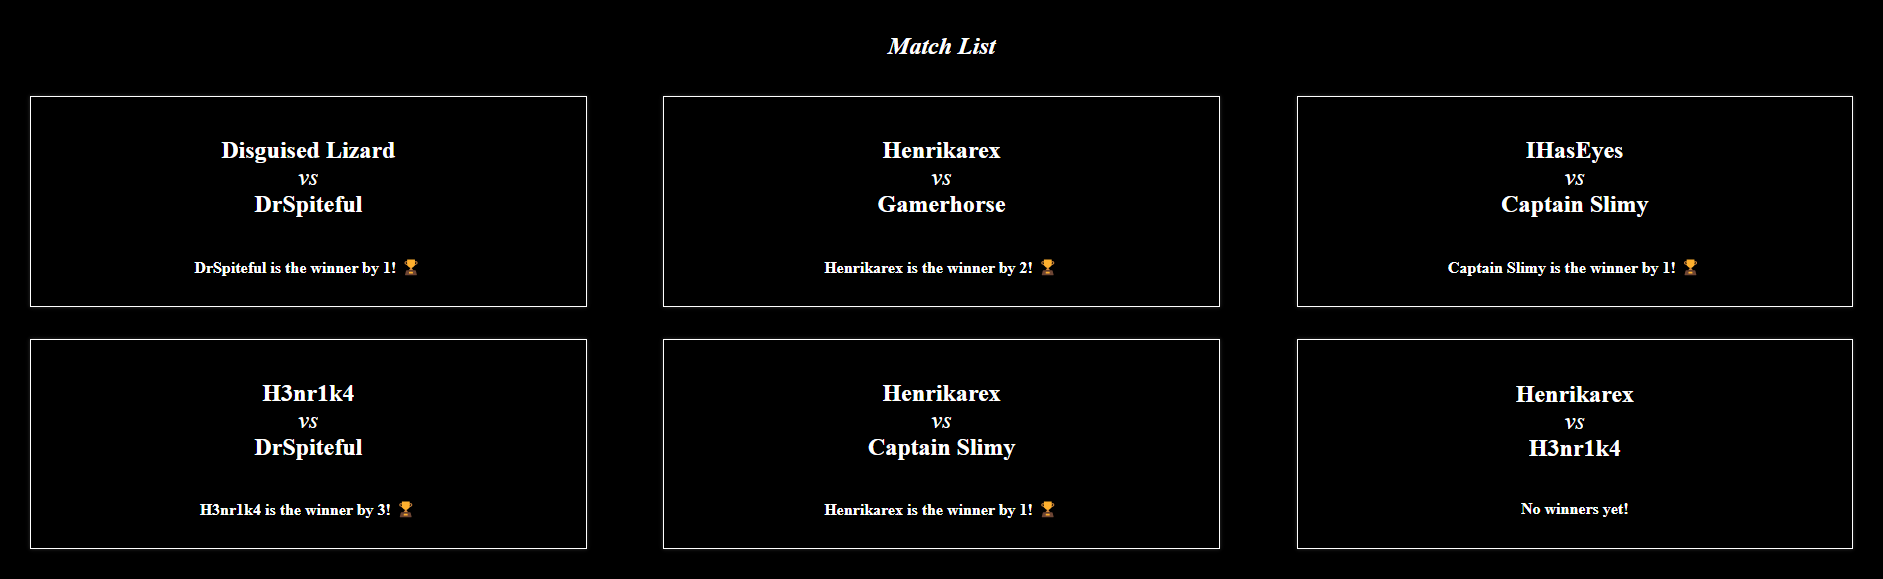 Match List
Disguised Lizard
vs
DrSpiteful
DrSpiteful is the winner by 1! 🏆
Henrikarex
vs
Gamerhorse
Henrikarex is the winner by 2! 🏆
IHasEyes
vs
Captain Slimy
Captain Slimy is the winner by 1! 🏆
H3nr1k4
vs
DrSpiteful
H3nr1k4 is the winner by 3! 🏆
Henrikarex
vs
Captain Slimy
Henrikarex is the winner by 1! 🏆
Henrikarex
vs
H3nr1k4
No winners yet!